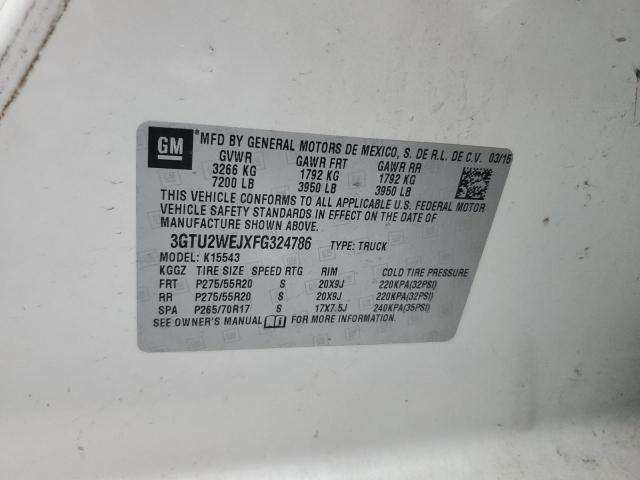 GM
*MFD BY GENERAL MOTORS DE MEXICO, S. DE R.L. DE C.V. 03/15
GVWR GAWR FRT GAWR RR
3266 KG 1792 KG 1792 KG
7200 LB 3950 LB 3950 LB
THIS VEHICLE CONFORMS TO ALL APPLICABLE U.S. FEDERAL MOTOR
VEHICLE SAFETY STANDARDS IN EFFECT ON THE DATE OF
MANUFACTURE SHOWN ABOVE.
3GTU2WEJXFG324786 TYPE: TRUCK
MODEL: K15543
KGGZ TIRE SIZE SPEED RTG RIM COLD TIRE PRESSURE
FRT P275/55R20 S 20X9J 220KPA(32PSI)
RR P275/55R20 S 20X9J 220KPA(32PSI)
SPA P265/70R17 S 17X7.5J 240KPA(35PSI)
SEE OWNER'S MANUAL FOR MORE INFORMATION.